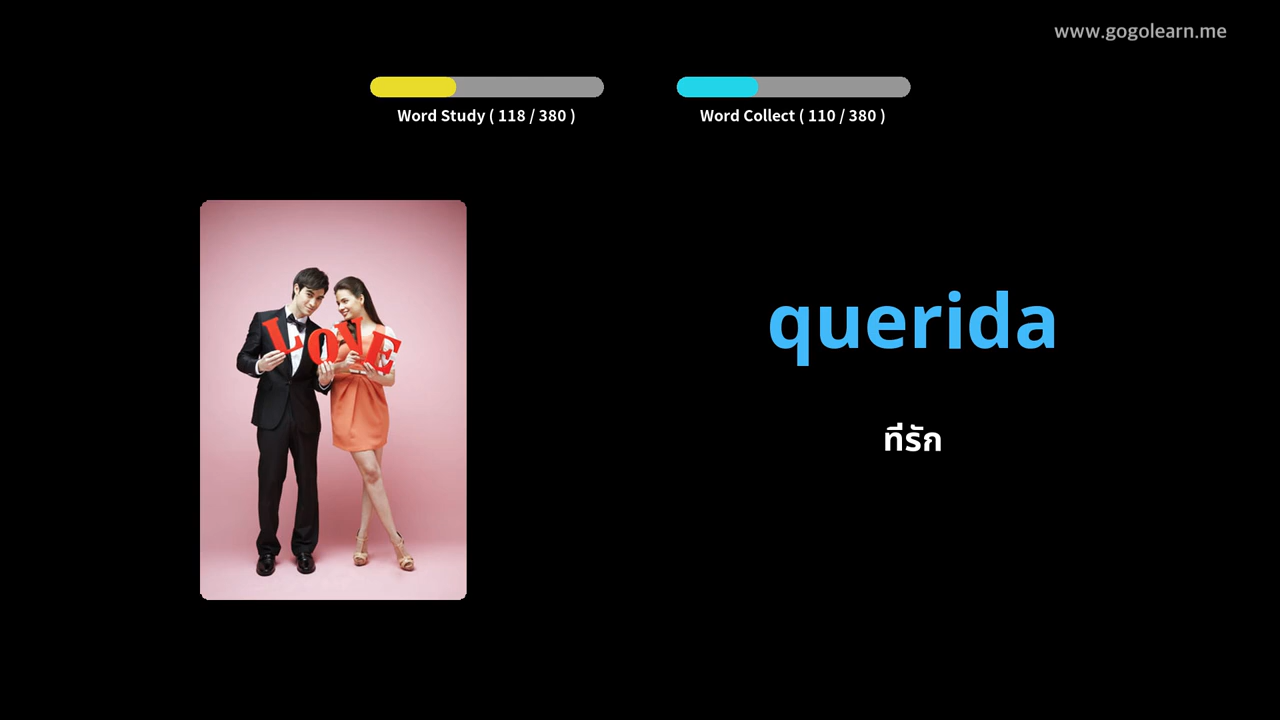 www.gogolearn.me
Word Study ( 118 / 380 )
Word Collect ( 110 / 380 )
LOVE
querida
ที่รัก